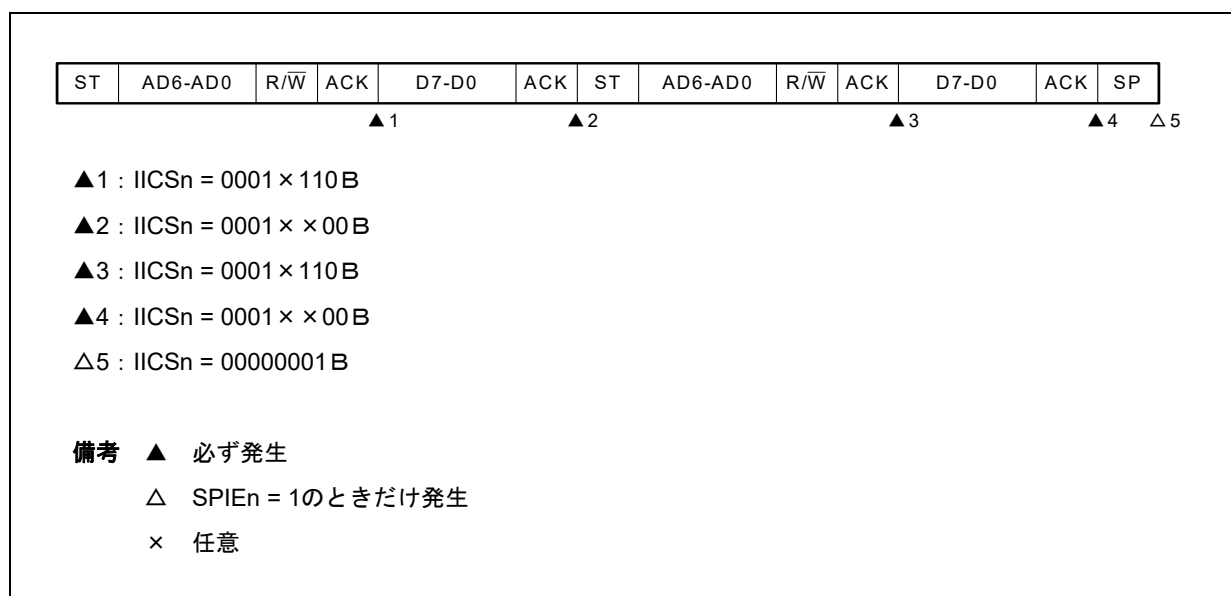 ST AD6-AD0 R/W̅ ACK D7-D0 ACK ST AD6-AD0 R/W̅ ACK D7-D0 ACK SP
▲1 ▲2 ▲3 ▲4 △5
▲1 : IICSn = 0001×110B
▲2 : IICSn = 0001××00B
▲3 : IICSn = 0001×110B
▲4 : IICSn = 0001××00B
△5 : IICSn = 00000001B
備考 ▲ 必ず発生
△ SPIEn = 1のときだけ発生
× 任意